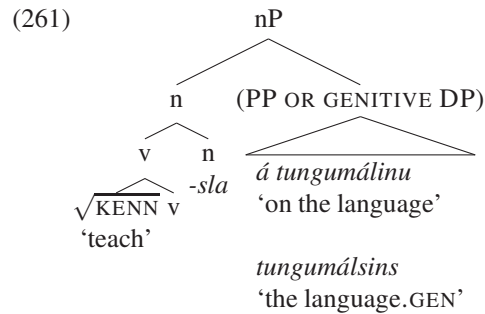 (261) nP
n (PP OR GENITIVE DP)
v n á tungumálinu
√KENN v -sla 'on the language'
'teach'
tungumálsins
'the language.GEN'